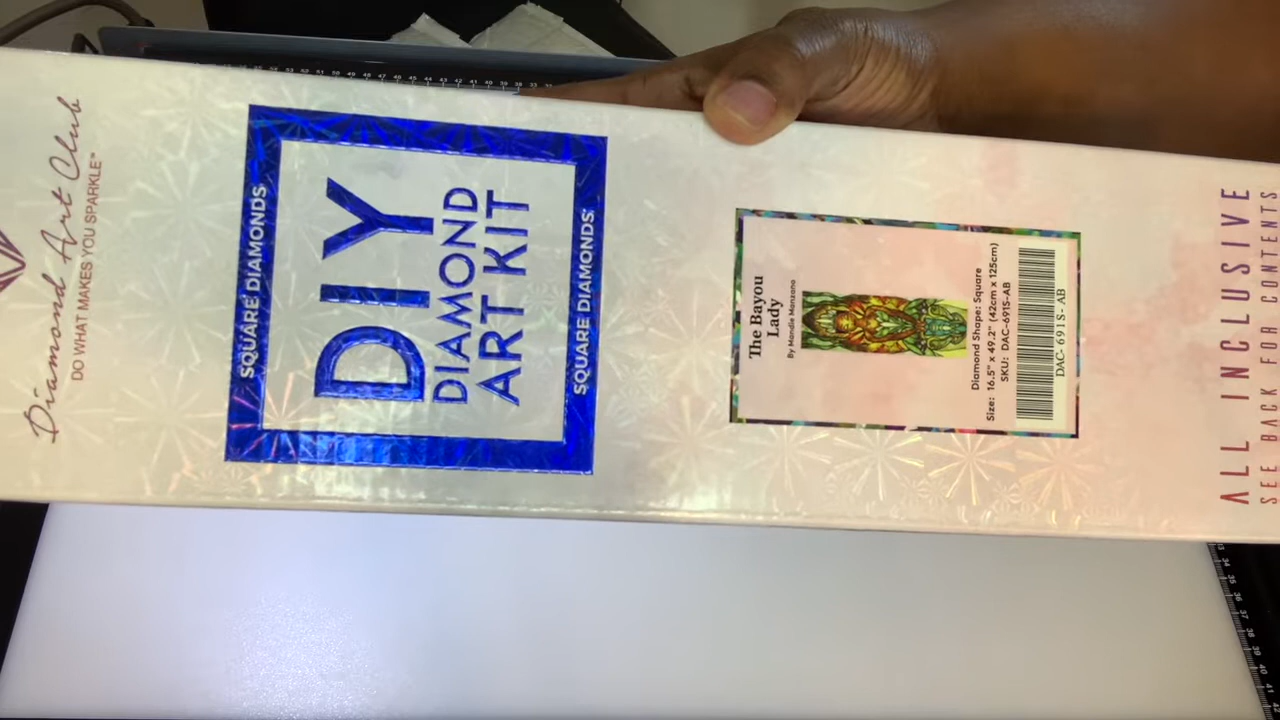 Diamond Art Club
DO WHAT MAKES YOU SPARKLE™
SQUARE DIAMONDS
DIY
DIAMOND
ART KIT
SQUARE DIAMONDS
The Bayou
Lady
By Mandie Manzano
Diamond Shape: Square
Size: 16.5" x 49.2" (42cm x 125cm)
SKU: DAC-691S-AB
DAC- 691S- AB
ALL INCLUSIVE
SEE BACK FOR CONTENTS